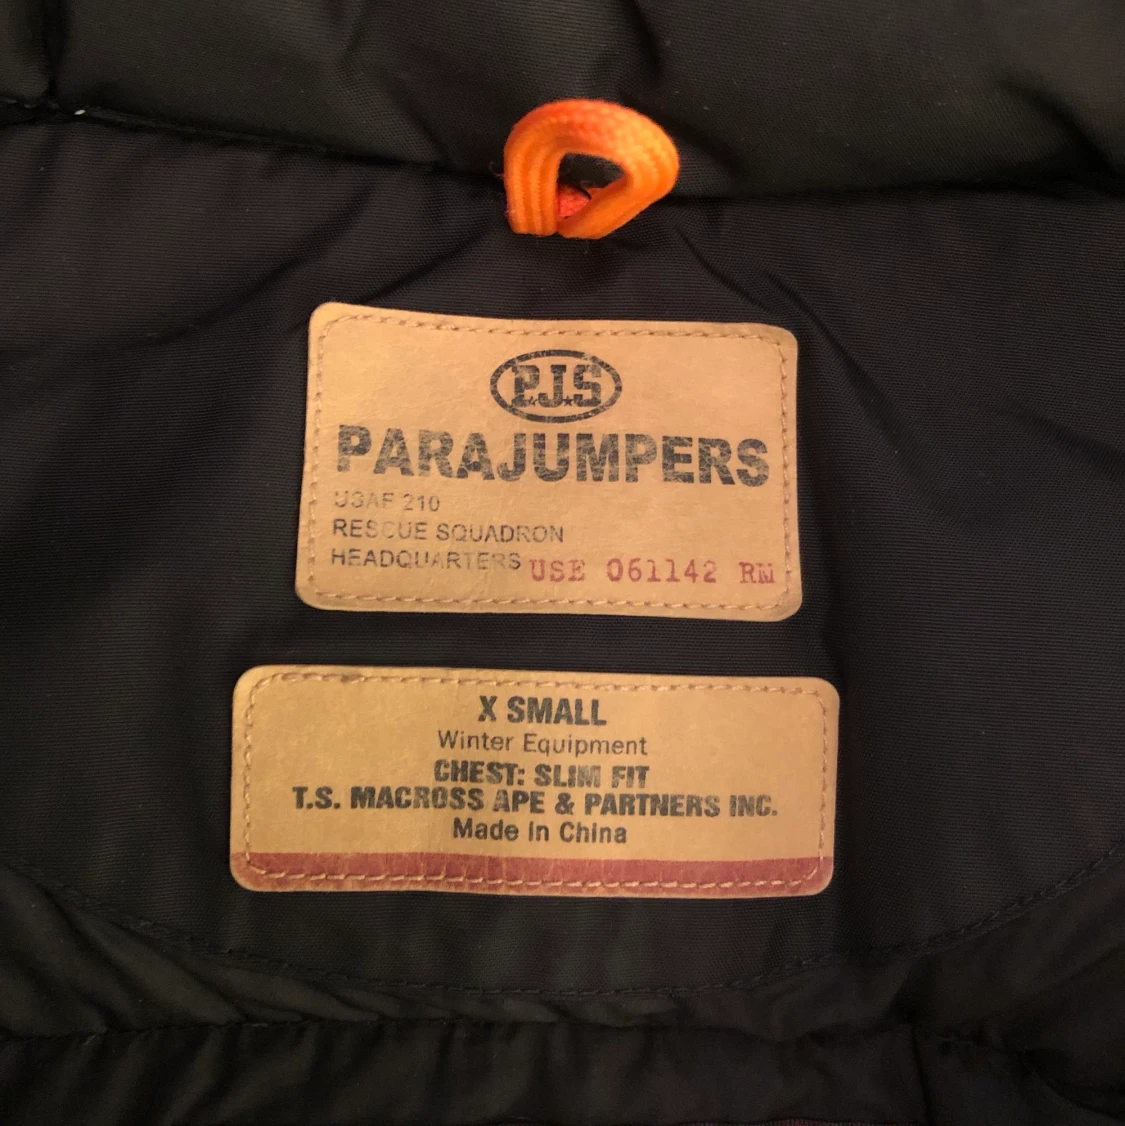 P.J.S
PARAJUMPERS
USAF 210
RESCUE SQUADRON
HEADQUARTERS USE 061142 RM
X SMALL
Winter Equipment
CHEST: SLIM FIT
T.S. MACROSS APE & PARTNERS INC.
Made in China